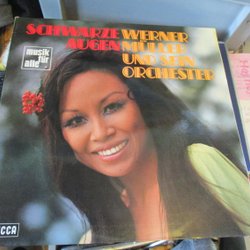 SCHWARZE
AUGEN
WERNER
MÜLLER
UND SEIN
ORCHESTER
musik
für
alle
DECCA